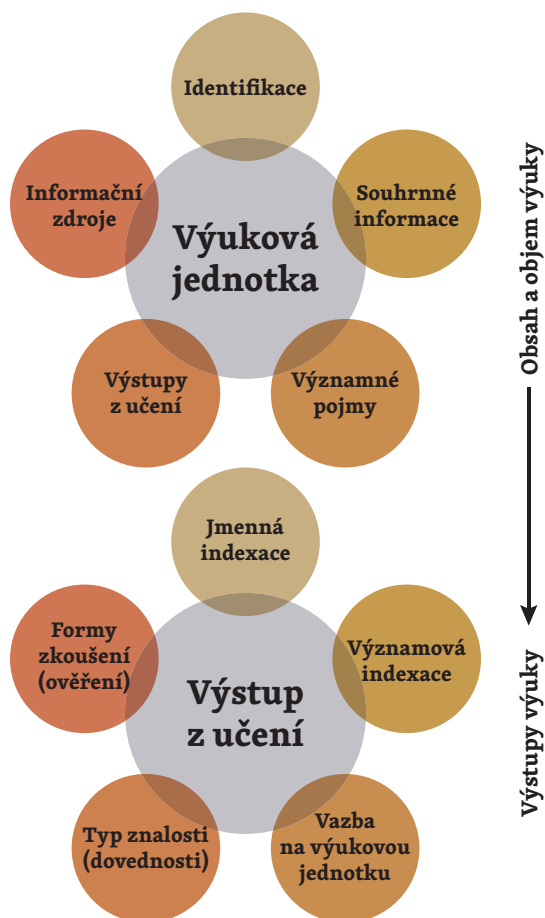 Identifikace
Informační
zdroje
Souhrnné
informace
Výuková
jednotka
Výstupy
z učení
Významné
pojmy
Obsah a objem výuky
Jmenná
indexace
Formy
zkoušení
(ověření)
Významová
indexace
Výstup
z učení
Typ znalosti
(dovednosti)
Vazba
na výukovou
jednotku
Výstupy výuky